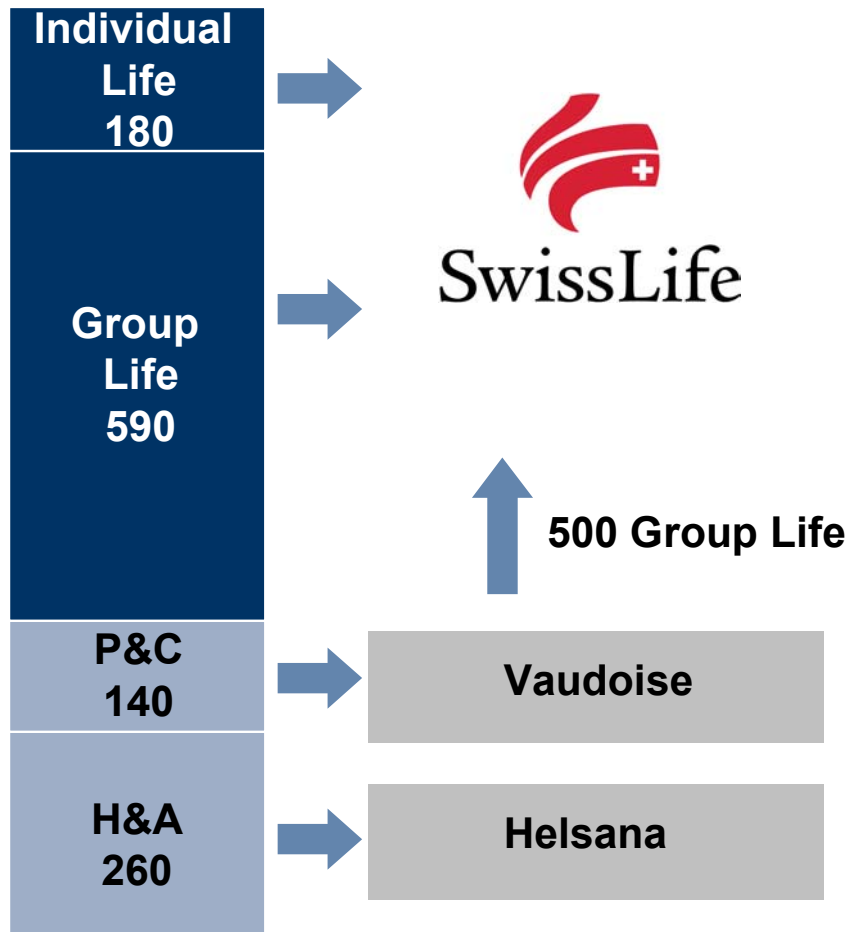 Individual
Life
180
SwissLife
Group
Life
590
500 Group Life
P&C
140
Vaudoise
H&A
260
Helsana